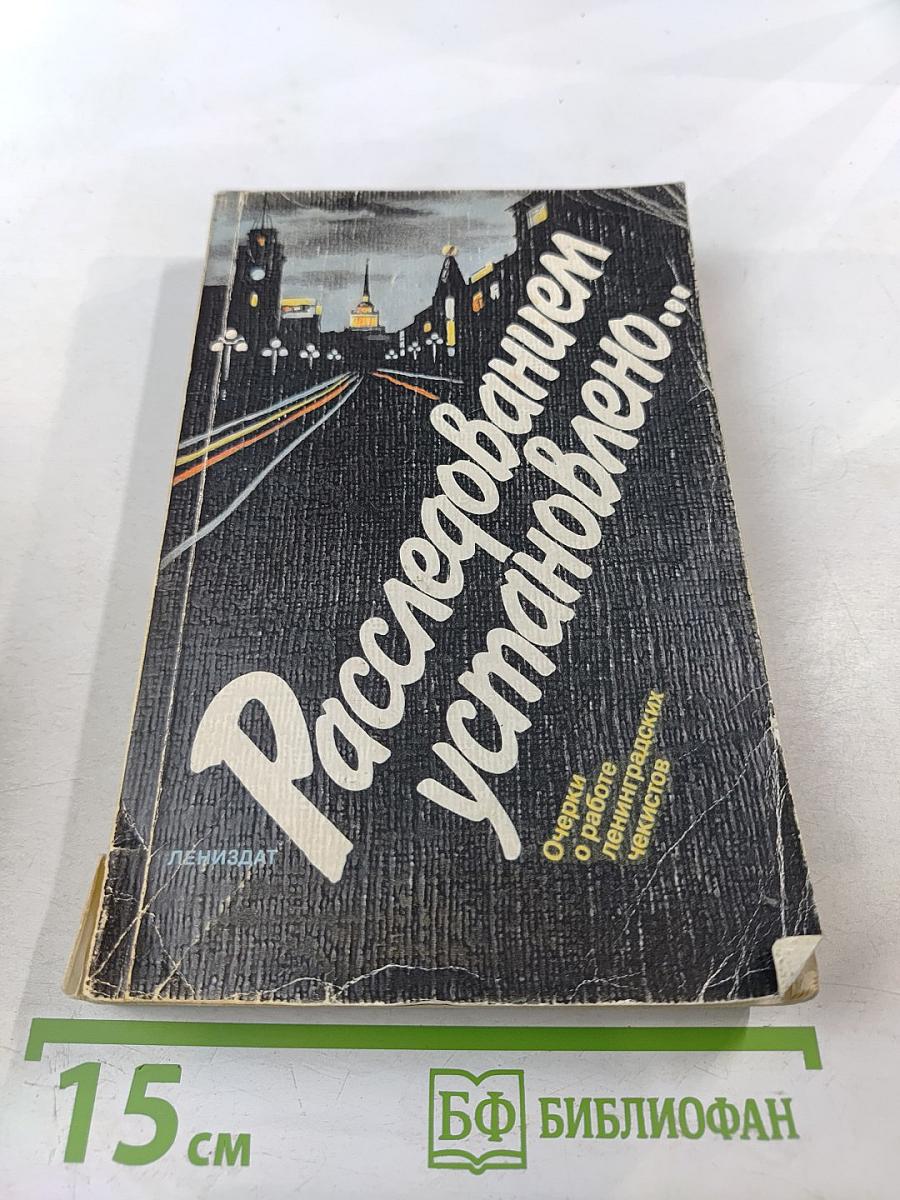 Расследованием
установлено...
Очерки
о работе
ленинградских
чекистов
ЛЕНИЗДАТ
15 см
БФ БИБЛИОФАН